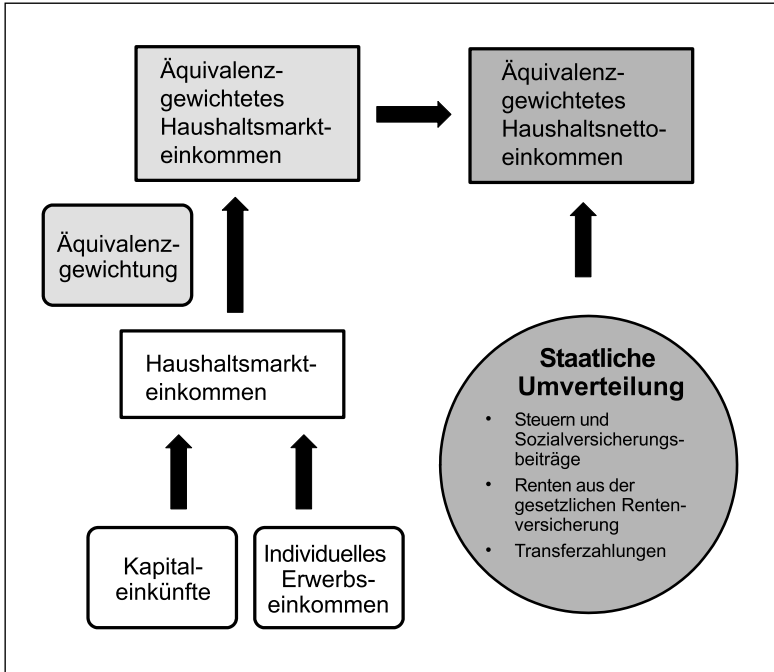 Äquivalenz-
gewichtetes
Haushaltsmarkt-
einkommen
Äquivalenz-
gewichtetes
Haushaltsnetto-
einkommen
Äquivalenz-
gewichtung
Haushaltsmarkt-
einkommen
Kapital-
einkünfte
Individuelles
Erwerbs-
einkommen
Staatliche
Umverteilung
• Steuern und
Sozialversicherungs-
beiträge
• Renten aus der
gesetzlichen Renten-
versicherung
• Transferzahlungen